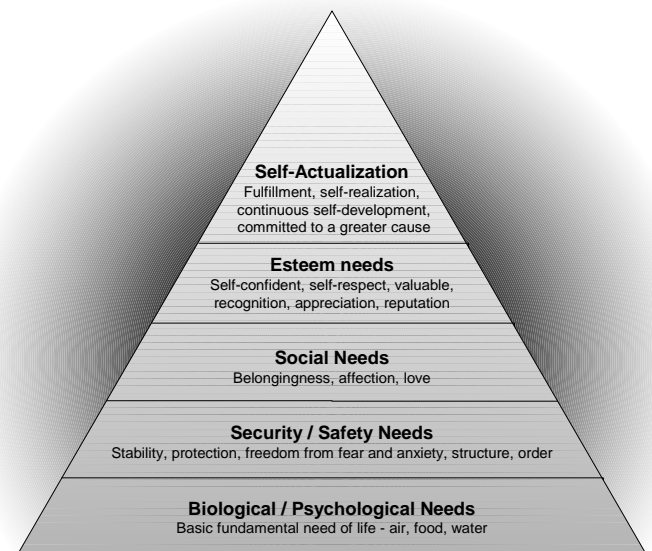 Self-Actualization
Fulfillment, self-realization,
continuous self-development,
committed to a greater cause
Esteem needs
Self-confident, self-respect, valuable,
recognition, appreciation, reputation
Social Needs
Belongingness, affection, love
Security / Safety Needs
Stability, protection, freedom from fear and anxiety, structure, order
Biological / Psychological Needs
Basic fundamental need of life - air, food, water